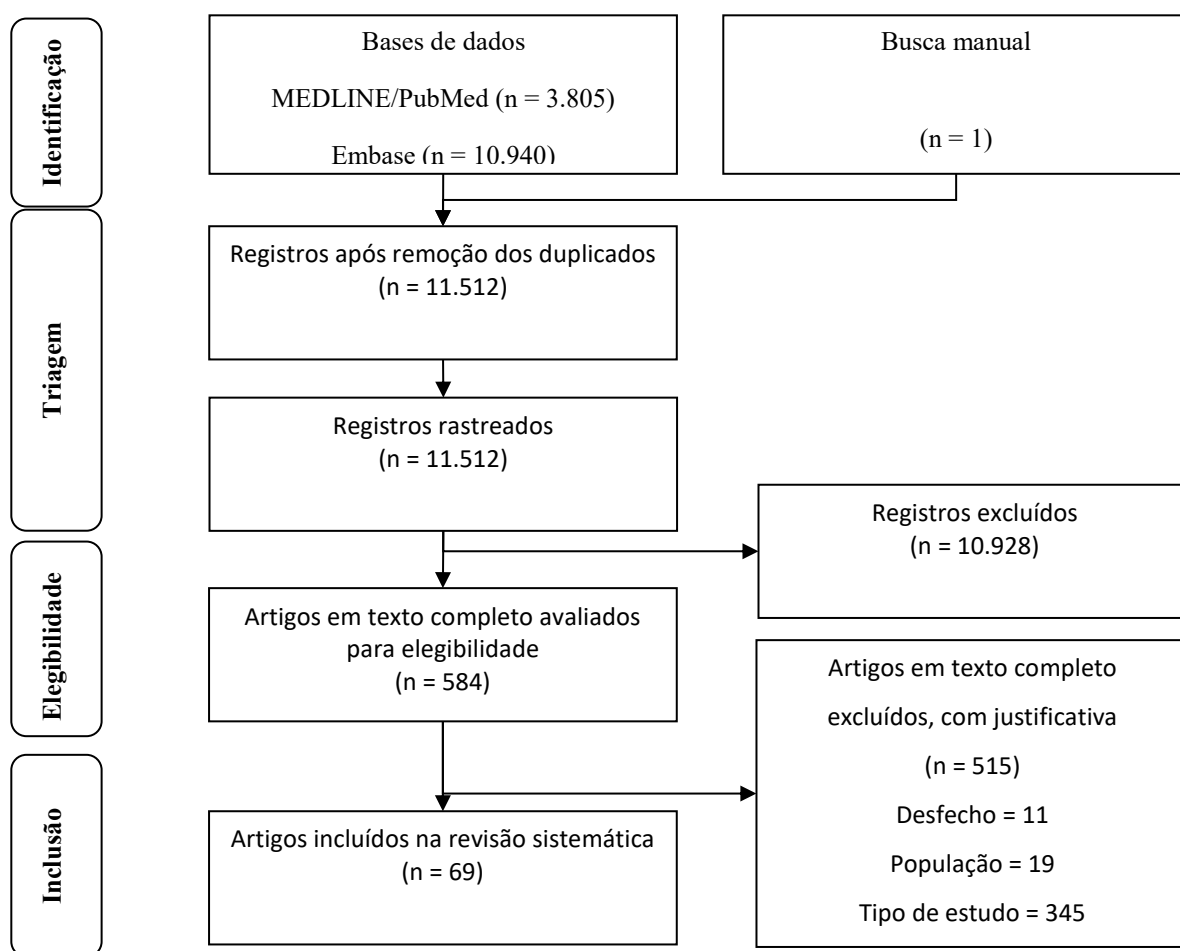 Identificação
Bases de dados
MEDLINE/PubMed (n = 3.805)
Embase (n = 10.940)
Busca manual
(n = 1)
Triagem
Registros após remoção dos duplicados
(n = 11.512)
Registros rastreados
(n = 11.512)
Registros excluídos
(n = 10.928)
Elegibilidade
Artigos em texto completo avaliados
para elegibilidade
(n = 584)
Artigos em texto completo
excluídos, com justificativa
(n = 515)
Desfecho = 11
População = 19
Tipo de estudo = 345
Inclusão
Artigos incluídos na revisão sistemática
(n = 69)